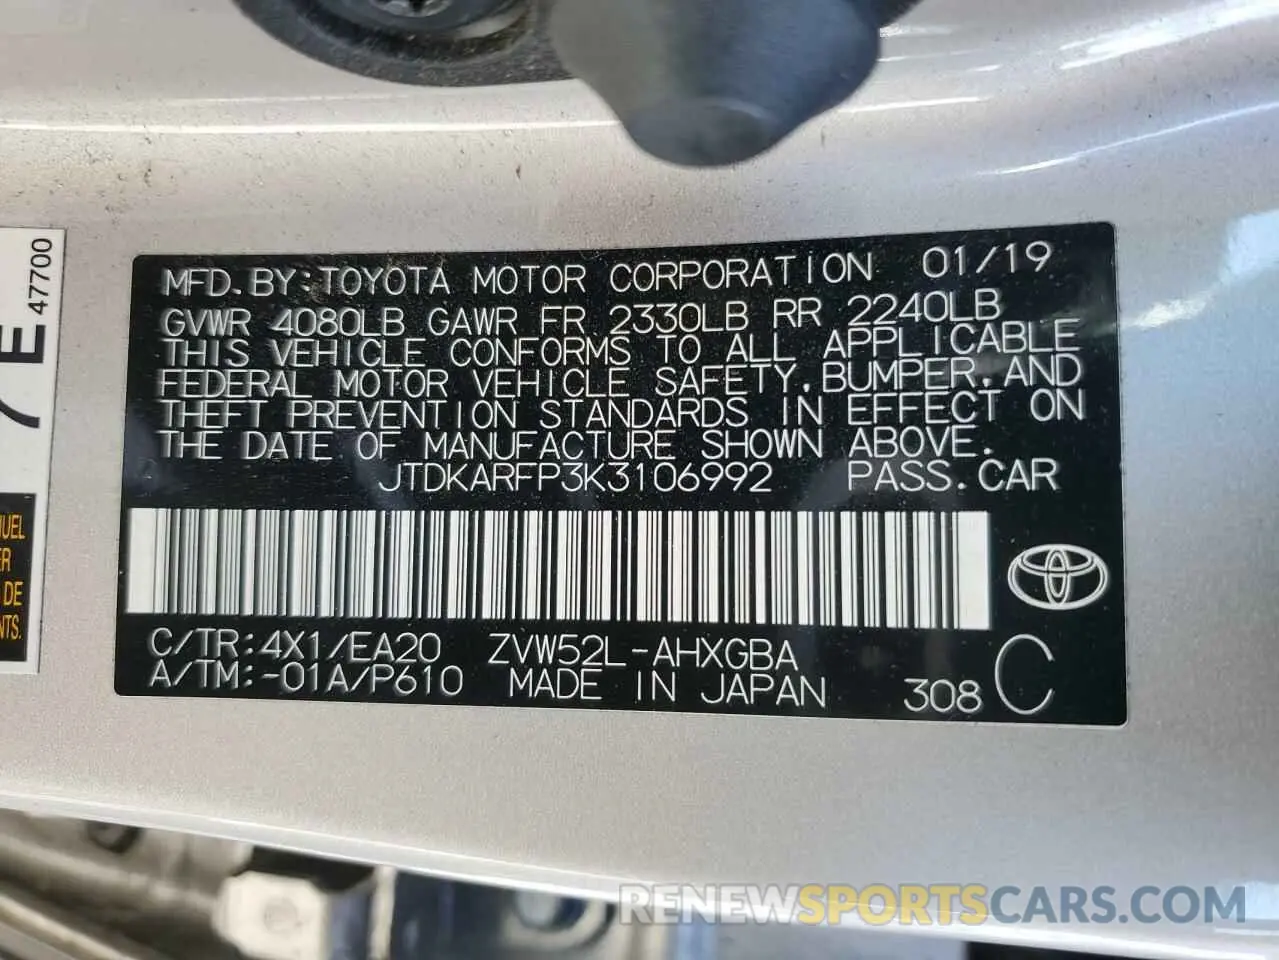 MFD.BY:TOYOTA MOTOR CORPORATION 01/19
GVWR 4080LB GAWR FR 2330LB RR 2240LB
THIS VEHICLE CONFORMS TO ALL APPLICABLE
FEDERAL MOTOR VEHICLE SAFETY,BUMPER,AND
THEFT PREVENTION STANDARDS IN EFFECT ON
THE DATE OF MANUFACTURE SHOWN ABOVE.
JTDKARFP3K3106992 PASS.CAR
C/TR:4X1/EA20 ZVW52L-AHXGBA
A/TM:-01A/P610 MADE IN JAPAN 308 C
47700
E
DE
RENEWSPORTSCARS.COM